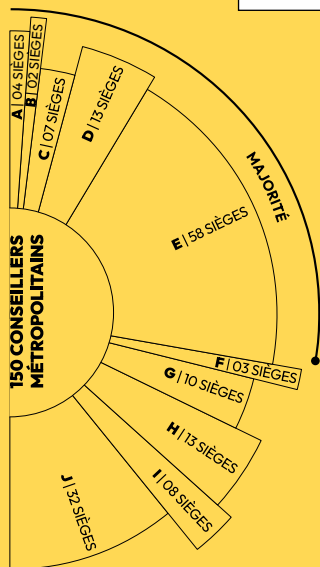 A | 04 SIÈGES
B | 02 SIÈGES
C | 07 SIÈGES
D | 13 SIÈGES
E | 58 SIÈGES
MAJORITÉ
F | 03 SIÈGES
G | 10 SIÈGES
H | 13 SIÈGES
I | 08 SIÈGES
J | 32 SIÈGES
150 CONSEILLERS
MÉTROPOLITAINS